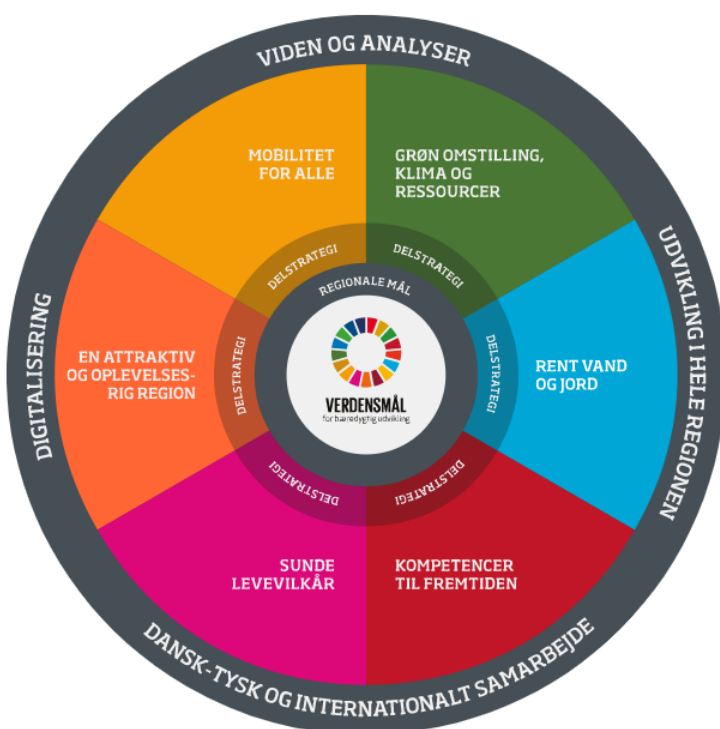 VIDEN OG ANALYSER
MOBILITET
FOR ALLE
GRØN OMSTILLING,
KLIMA OG
RESSOURCER
UDVIKLING I HELE REGIONEN
DELSTRATEGI
DELSTRATEGI
REGIONALE MÅL
DIGITALISERING
EN ATTRAKTIV
OG OPLEVELSES-
RIG REGION
DELSTRATEGI
VERDENSMÅL
for bæredygtig udvikling
DELSTRATEGI
RENT VAND
OG JORD
DELSTRATEGI
DELSTRATEGI
SUNDE
LEVEVILKÅR
KOMPETENCER
TIL FREMTIDEN
DANSK-TYSK OG INTERNATIONALT SAMARBEJDE